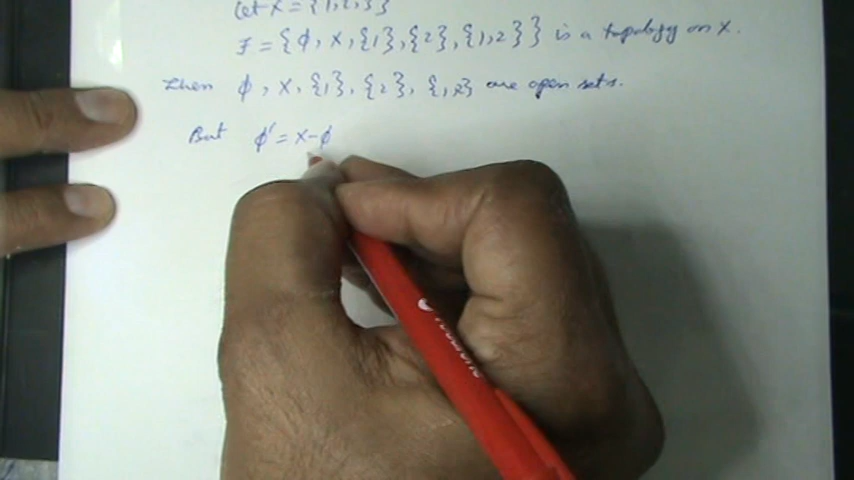 Let X = {1,2,3}
𝓕 = {ϕ, X, {1}, {2}, {1,2}} is a topology on X.
Then ϕ, X, {1}, {2}, {1,2} are open sets.
But ϕ' = X-ϕ